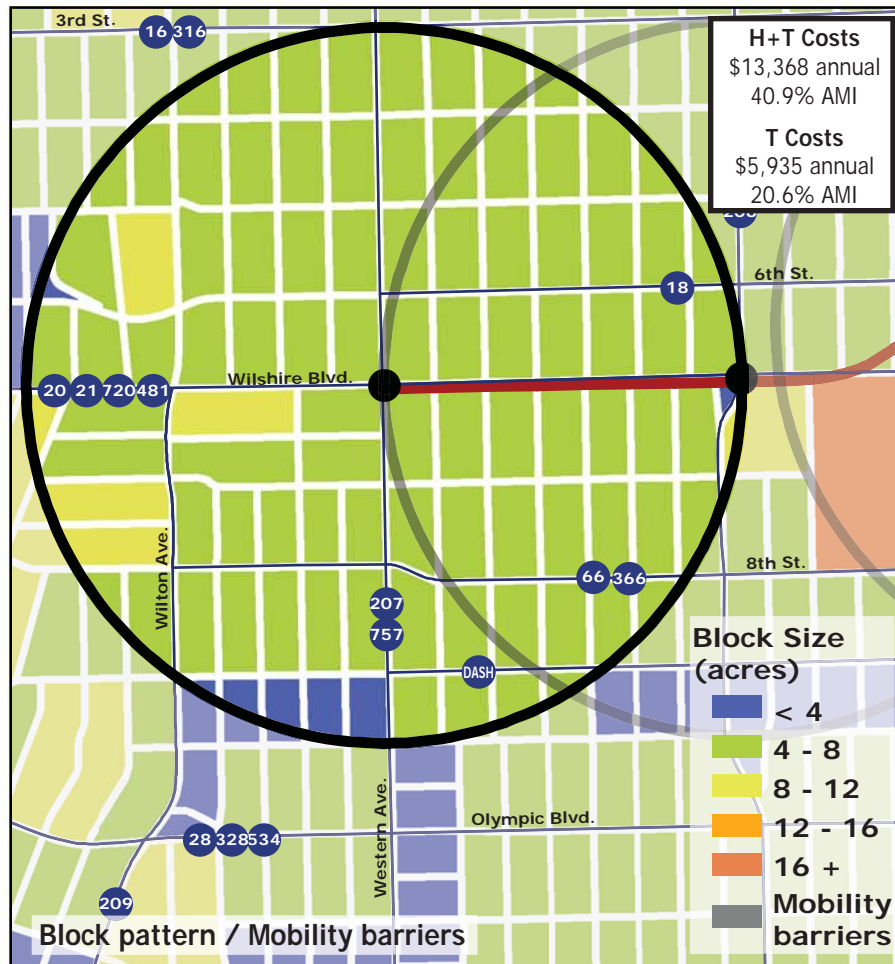 3rd St.
16 316
H+T Costs
$13,368 annual
40.9% AMI
T Costs
$5,935 annual
20.6% AMI
6th St.
18
Wilshire Blvd.
20 21 720 481
Wilton Ave.
66 366
8th St.
207
757
DASH
Block Size
(acres)
< 4
4 - 8
8 - 12
12 - 16
16 +
Mobility
barriers
Western Ave.
Olympic Blvd.
28 328 534
209
Block pattern / Mobility barriers